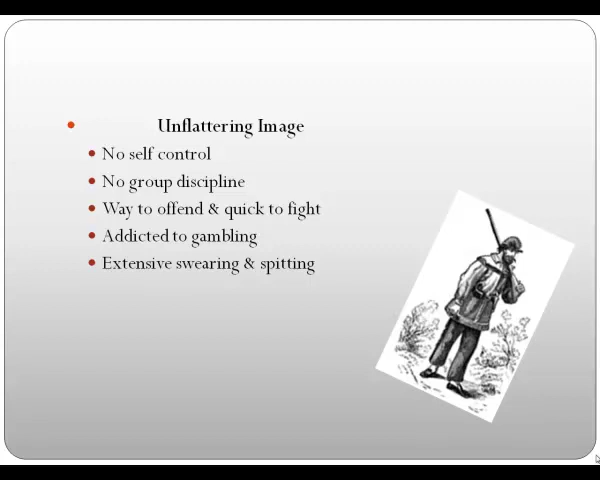 Unflattering Image
No self control
No group discipline
Way to offend & quick to fight
Addicted to gambling
Extensive swearing & spitting